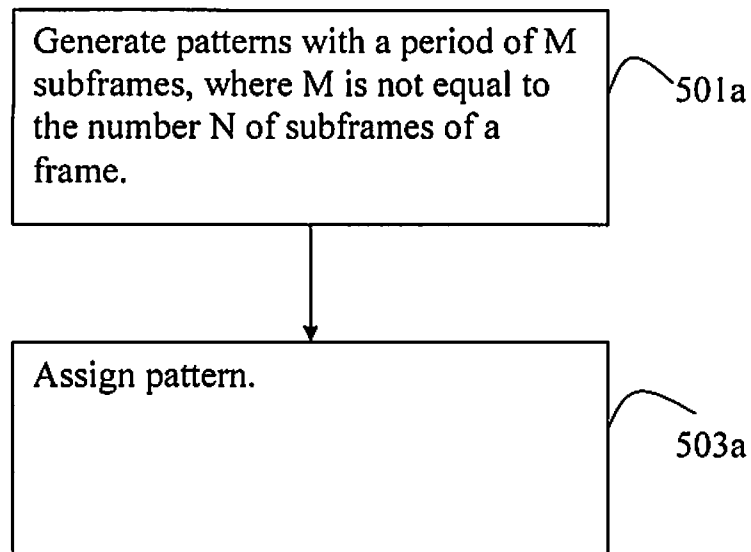 Generate patterns with a period of M
subframes, where M is not equal to
the number N of subframes of a
frame.
501a
Assign pattern.
503a